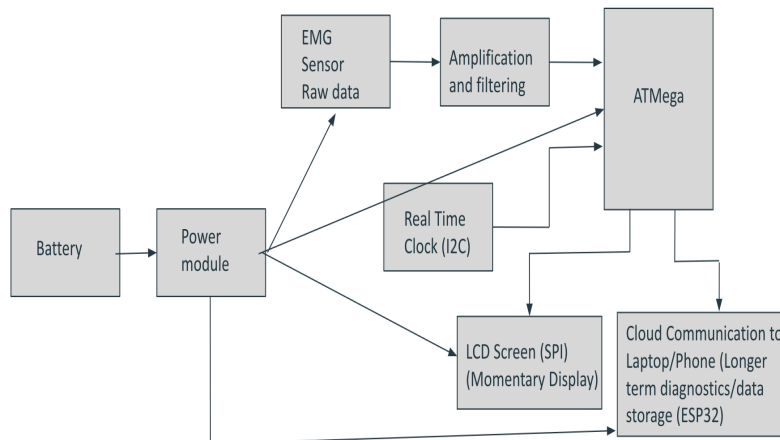 EMG
Sensor
Raw data
Amplification
and filtering
ATMega
Real Time
Clock (I2C)
Battery
Power
module
LCD Screen (SPI)
(Momentary Display)
Cloud Communication to
Laptop/Phone (Longer
term diagnostics/data
storage (ESP32)